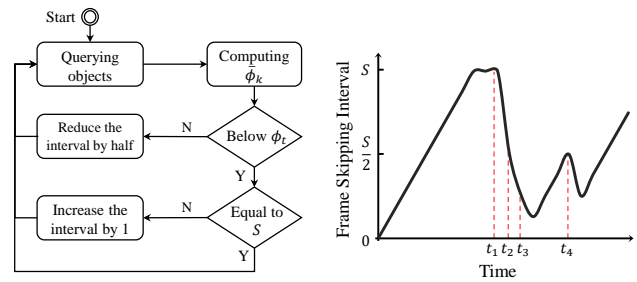 Start
Querying
objects
Computing
$\bar{\phi}_k$
Below $\phi_t$
N
Reduce the
interval by half
Y
Equal to
$S$
N
Increase the
interval by 1
Y
Frame Skipping Interval
$S$
$\frac{S}{2}$
0
$t_1$ $t_2$ $t_3$ $t_4$
Time